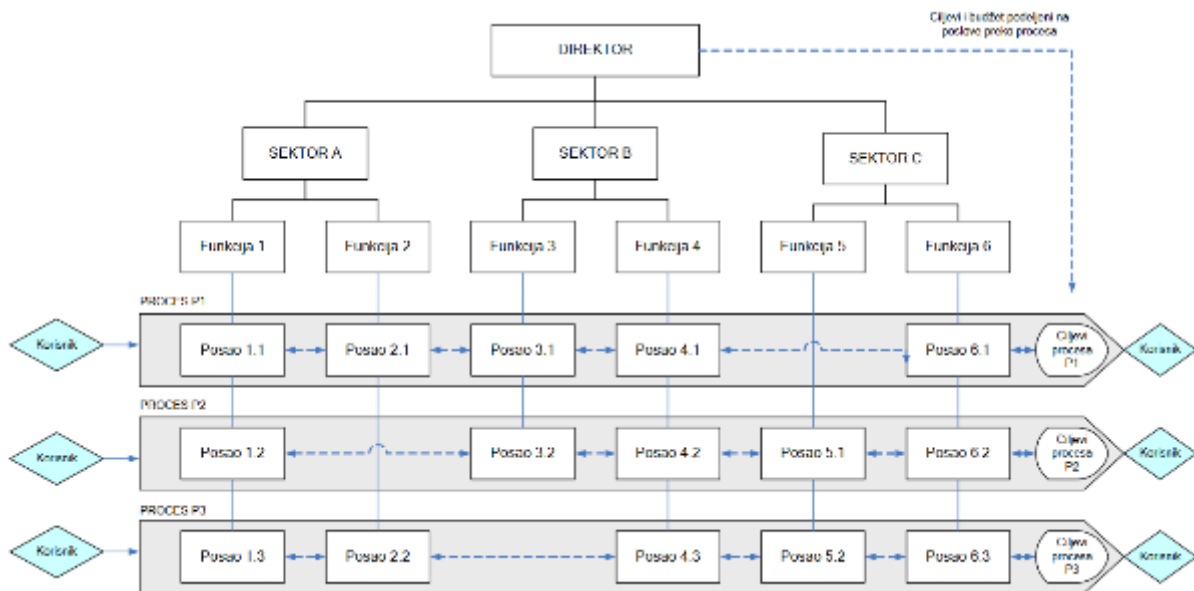 Ciljevi i budžet podeljeni na
poslove preko procesa
DIREKTOR
SEKTOR A
SEKTOR B
SEKTOR C
Funkcija 1
Funkcija 2
Funkcija 3
Funkcija 4
Funkcija 5
Funkcija 6
PROCES P1
Korisnik
Posao 1.1
Posao 2.1
Posao 3.1
Posao 4.1
Posao 6.1
Ciljevi
procesa
P1
Korisnik
PROCES P2
Korisnik
Posao 1.2
Posao 3.2
Posao 4.2
Posao 5.1
Posao 6.2
Ciljevi
procesa
P2
Korisnik
PROCES P3
Korisnik
Posao 1.3
Posao 2.2
Posao 4.3
Posao 5.2
Posao 6.3
Ciljevi
procesa
P3
Korisnik